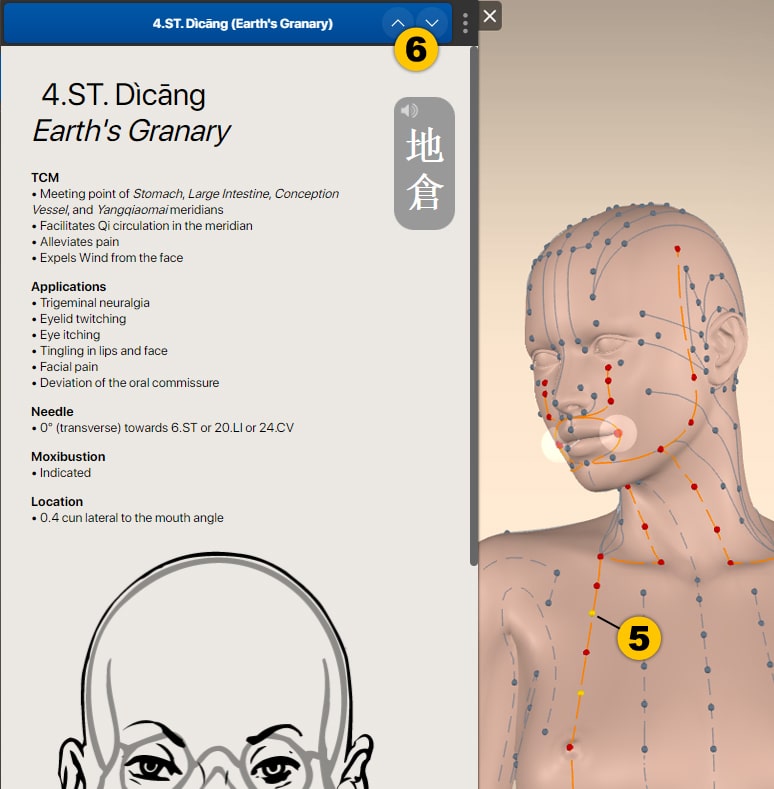 4.ST. Dìcāng (Earth's Granary)
6
4.ST. Dìcāng
Earth's Granary
地
倉
TCM
• Meeting point of Stomach, Large Intestine, Conception
Vessel, and Yangqiaomai meridians
• Facilitates Qi circulation in the meridian
• Alleviates pain
• Expels Wind from the face
Applications
• Trigeminal neuralgia
• Eyelid twitching
• Eye itching
• Tingling in lips and face
• Facial pain
• Deviation of the oral commissure
Needle
• 0° (transverse) towards 6.ST or 20.LI or 24.CV
Moxibustion
• Indicated
Location
• 0.4 cun lateral to the mouth angle
5